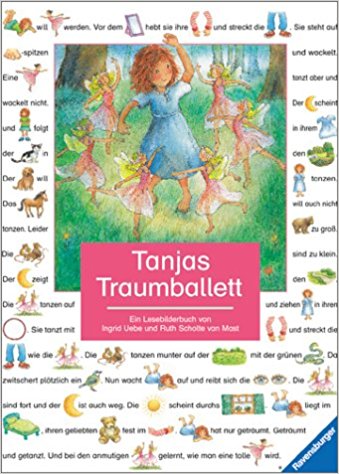 will werden. Vor dem hebt sie ihre und streckt die . Sie steht auf
-spitzen und wackelt.
Eine tanzt aber und
wackelt nicht. Der scheint
und folgt in ihrem
der in den
Der will tanzen.
Das will auch nicht
tanzen. Leider zu groß.
Die sind zu klein.
Der zeigt den
Die tanzen auf und ziehen in ihren
. Sie tanzt mit und streckt die
Tanjas
Traumballett
Ein Lesebilderbuch von
Ingrid Uebe und Ruth Scholte van Mast
wie die . Die tanzen munter auf der mit der grünen . Da
zwitschert plötzlich ein . Nun wacht auf und reibt sich die . Die
sind fort und der ist auch weg. Die scheint durchs liegt im
, ihren geliebten fest im hat nur geträumt. Geträumt
und getanzt. Und bei den anmutigen gelernt, wie man eine tolle wird.
Ravensburger